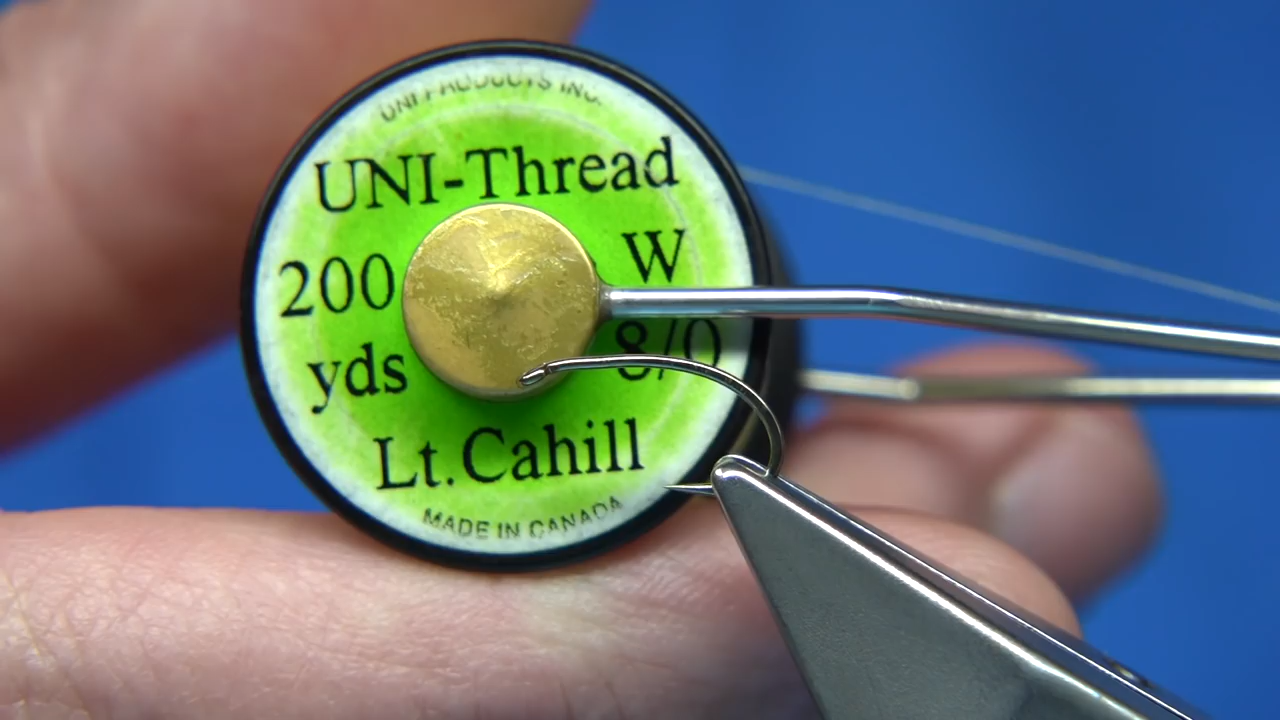 UNI PRODUCTS INC.
UNI-Thread
200 W
yds 8/0
Lt. Cahill
MADE IN CANADA